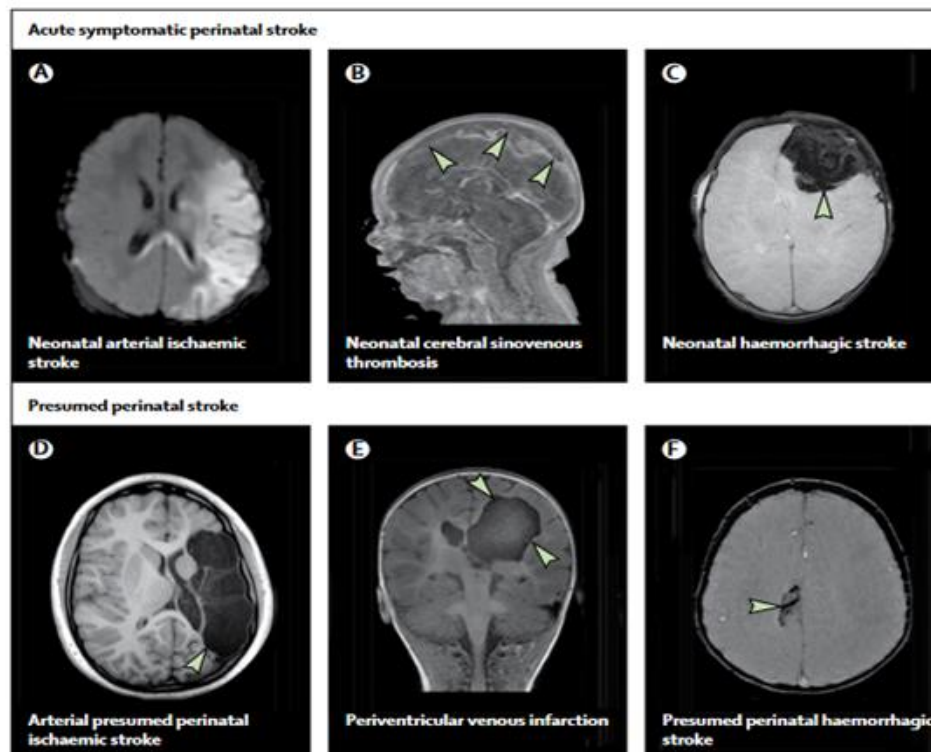 Acute symptomatic perinatal stroke
A
B
C
Neonatal arterial ischaemic
stroke
Neonatal cerebral sinovenous
thrombosis
Neonatal haemorrhagic stroke
Presumed perinatal stroke
D
E
F
Arterial presumed perinatal
ischaemic stroke
Periventricular venous infarction
Presumed perinatal haemorrhagic
stroke